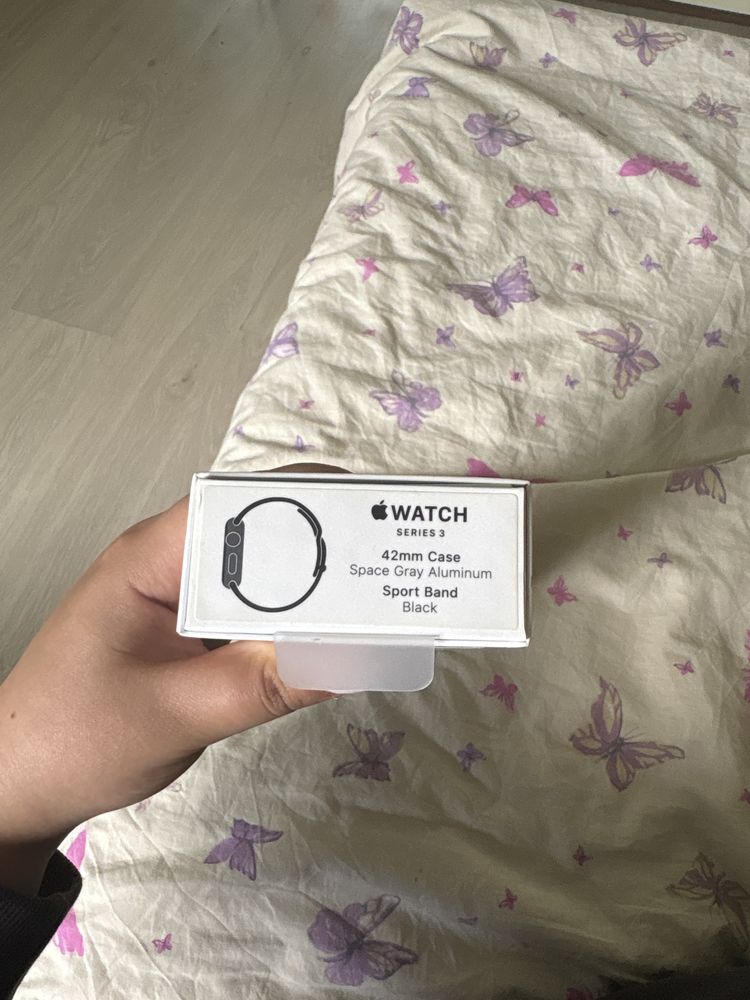 WATCH
SERIES 3
42mm Case
Space Gray Aluminum
Sport Band
Black